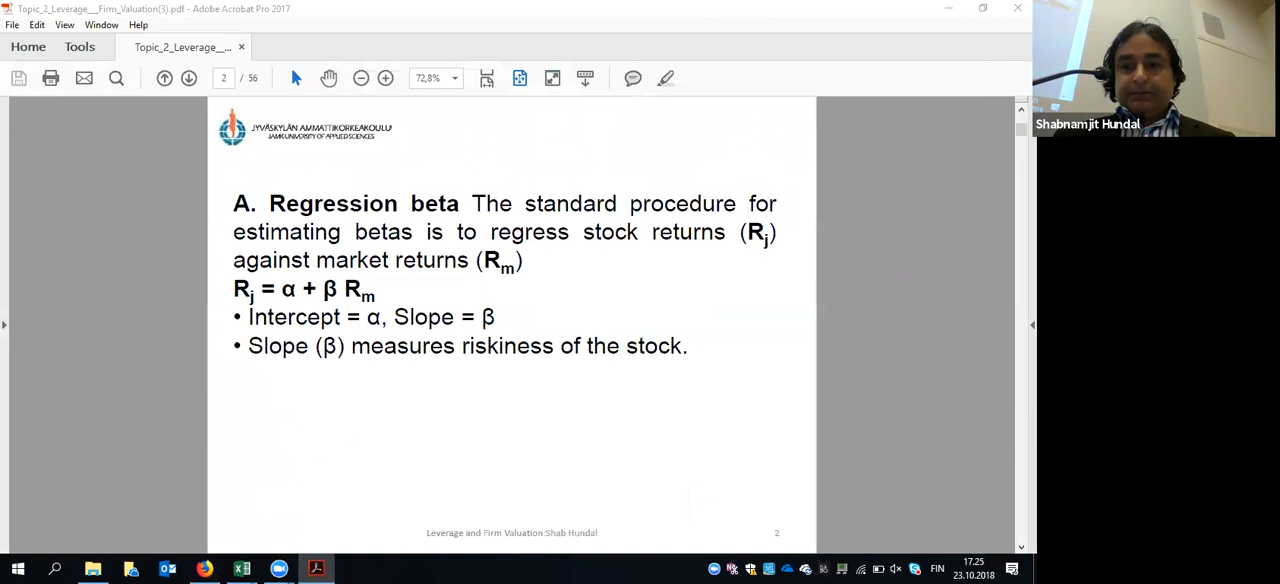 Topic_2_Leverage__Firm_Valuation(3).pdf - Adobe Acrobat Pro 2017
File Edit View Window Help
Home Tools Topic_2_Leverage__... ×
2 / 56 72,8%
JYVÄSKYLÄN AMMATTIKORKEAKOULU
JAMK UNIVERSITY OF APPLIED SCIENCES
Shabnamjit Hundal
A. Regression beta The standard procedure for
estimating betas is to regress stock returns (Rj)
against market returns (Rm)
Rj = α + β Rm
• Intercept = α, Slope = β
• Slope (β) measures riskiness of the stock.
Leverage and Firm Valuation:Shab Hundal 2
FIN
17.25
23.10.2018